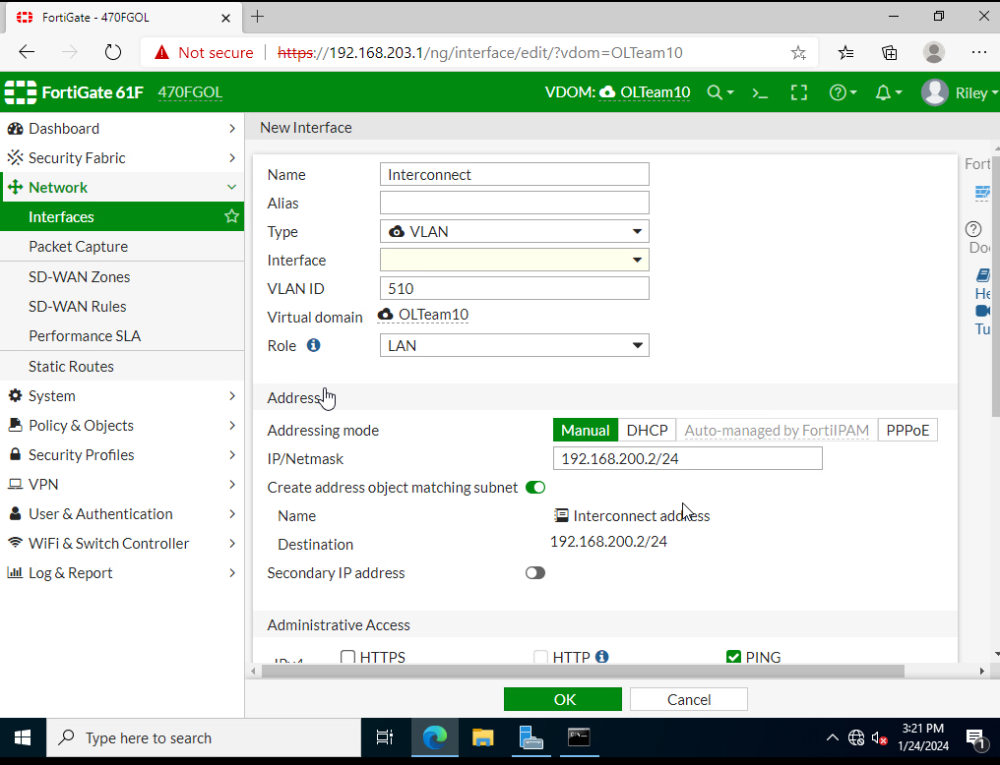 FortiGate - 470FGOL
Not secure
https://192.168.203.1/ng/interface/edit/?vdom=OLTeam10
FortiGate 61F
470FGOL
VDOM: OLTeam10
Riley
Dashboard
Security Fabric
Network
Interfaces
Packet Capture
SD-WAN Zones
SD-WAN Rules
Performance SLA
Static Routes
System
Policy & Objects
Security Profiles
VPN
User & Authentication
WiFi & Switch Controller
Log & Report
New Interface
Name Interconnect
Alias
Type VLAN
Interface
VLAN ID 510
Virtual domain OLTeam10
Role LAN
Address
Addressing mode Manual DHCP Auto-managed by FortiIPAM PPPoE
IP/Netmask 192.168.200.2/24
Create address object matching subnet
Name Interconnect address
Destination 192.168.200.2/24
Secondary IP address
Administrative Access
IPv4 HTTPS HTTP PING
Fort
Doc
He
Tu
OK Cancel
Type here to search
3:21 PM
1/24/2024
1